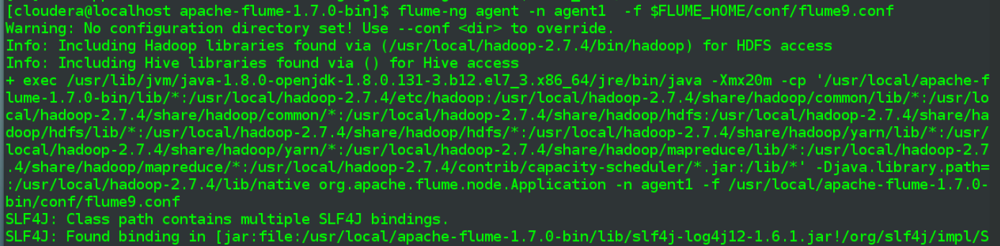 [cloudera@localhost apache-flume-1.7.0-bin]$ flume-ng agent -n agent1  -f $FLUME_HOME/conf/flume9.conf
Warning: No configuration directory set! Use --conf <dir> to override.
Info: Including Hadoop libraries found via (/usr/local/hadoop-2.7.4/bin/hadoop) for HDFS access
Info: Including Hive libraries found via () for Hive access
+ exec /usr/lib/jvm/java-1.8.0-openjdk-1.8.0.131-3.b12.el7_3.x86_64/jre/bin/java -Xmx20m -cp '/usr/local/apache-f
lume-1.7.0-bin/lib/*:/usr/local/hadoop-2.7.4/etc/hadoop:/usr/local/hadoop-2.7.4/share/hadoop/common/lib/*:/usr/lo
cal/hadoop-2.7.4/share/hadoop/common/*:/usr/local/hadoop-2.7.4/share/hadoop/hdfs:/usr/local/hadoop-2.7.4/share/ha
doop/hdfs/lib/*:/usr/local/hadoop-2.7.4/share/hadoop/hdfs/*:/usr/local/hadoop-2.7.4/share/hadoop/yarn/lib/*:/usr/
local/hadoop-2.7.4/share/hadoop/yarn/*:/usr/local/hadoop-2.7.4/share/hadoop/mapreduce/lib/*:/usr/local/hadoop-2.7
.4/share/hadoop/mapreduce/*:/usr/local/hadoop-2.7.4/contrib/capacity-scheduler/*.jar:/lib/*' -Djava.library.path=
:/usr/local/hadoop-2.7.4/lib/native org.apache.flume.node.Application -n agent1 -f /usr/local/apache-flume-1.7.0-
bin/conf/flume9.conf
SLF4J: Class path contains multiple SLF4J bindings.
SLF4J: Found binding in [jar:file:/usr/local/apache-flume-1.7.0-bin/lib/slf4j-log4j12-1.6.1.jar!/org/slf4j/impl/S